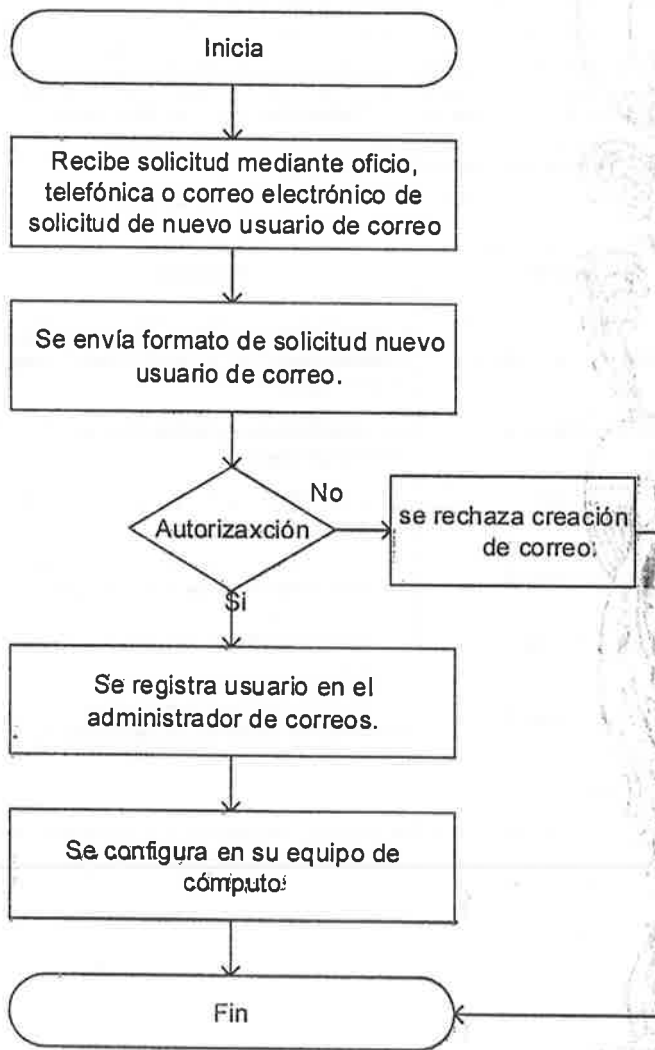 Inicia
Recibe solicitud mediante oficio,
telefónica o correo electrónico de
solicitud de nuevo usuario de correo
Se envía formato de solicitud nuevo
usuario de correo.
Autorizaxción
No
se rechaza creación
de correo.
Si
Se registra usuario en el
administrador de correos.
Se configura en su equipo de
cómputo.
Fin